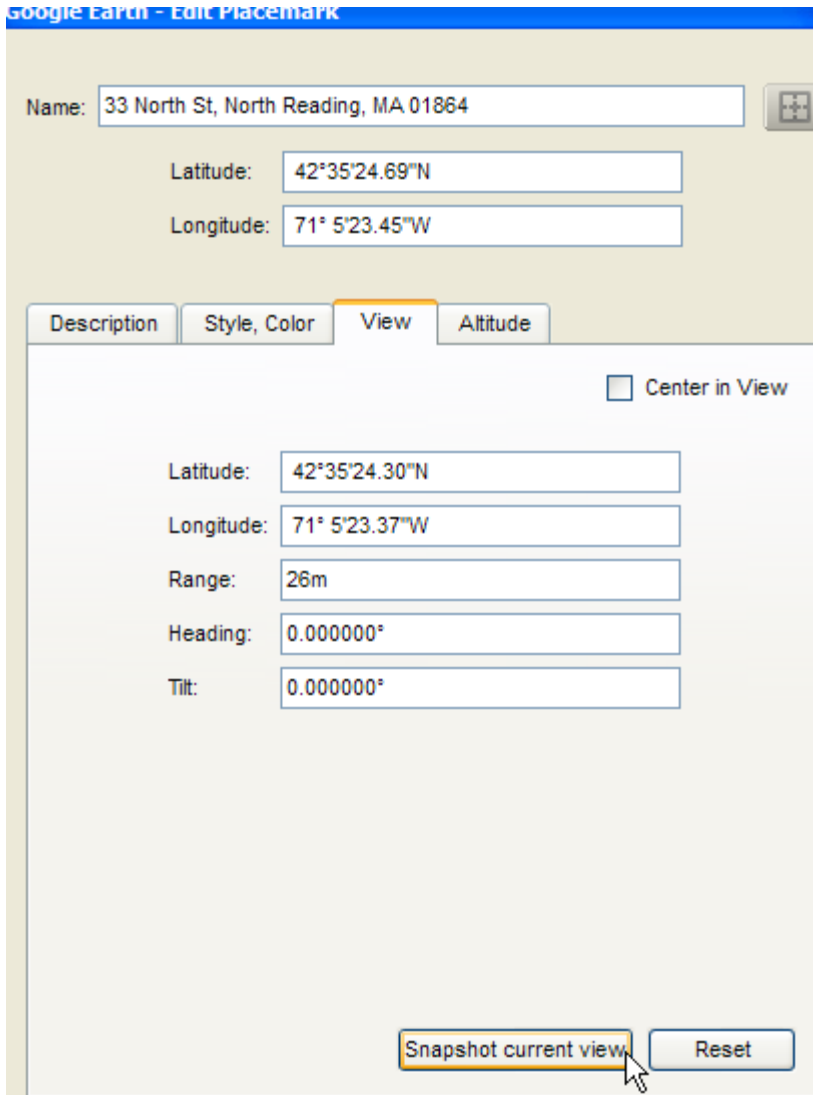 Google Earth - Edit Placemark
Name: 33 North St, North Reading, MA 01864
Latitude: 42°35'24.69"N
Longitude: 71° 5'23.45"W
Description Style, Color View Altitude
Center in View
Latitude: 42°35'24.30"N
Longitude: 71° 5'23.37"W
Range: 26m
Heading: 0.000000°
Tilt: 0.000000°
Snapshot current view Reset